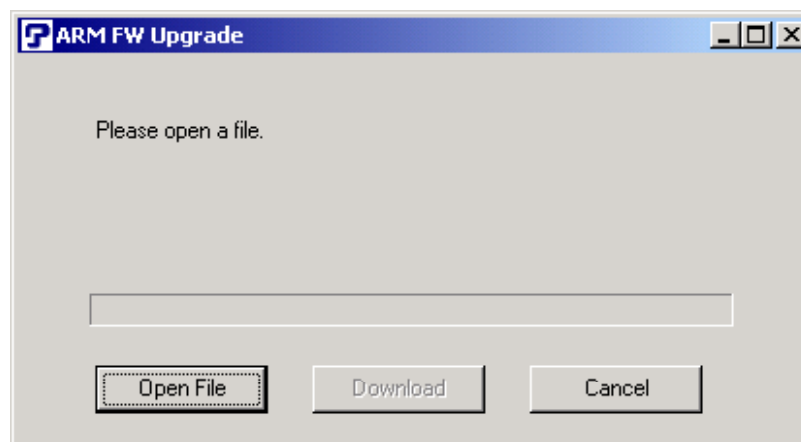 ARM FW Upgrade
Please open a file.
Open File Download Cancel